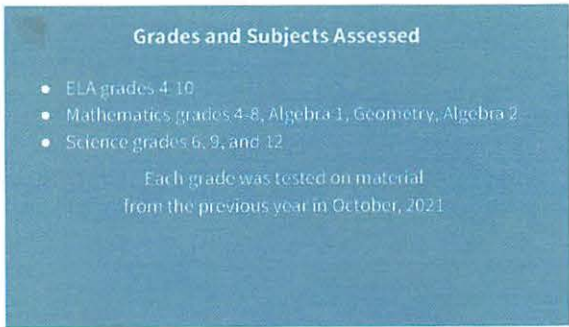 Grades and Subjects Assessed
• ELA grades 4-10
• Mathematics grades 4-8, Algebra 1, Geometry, Algebra 2
• Science grades 6, 9, and 12
Each grade was tested on material
from the previous year in October, 2021